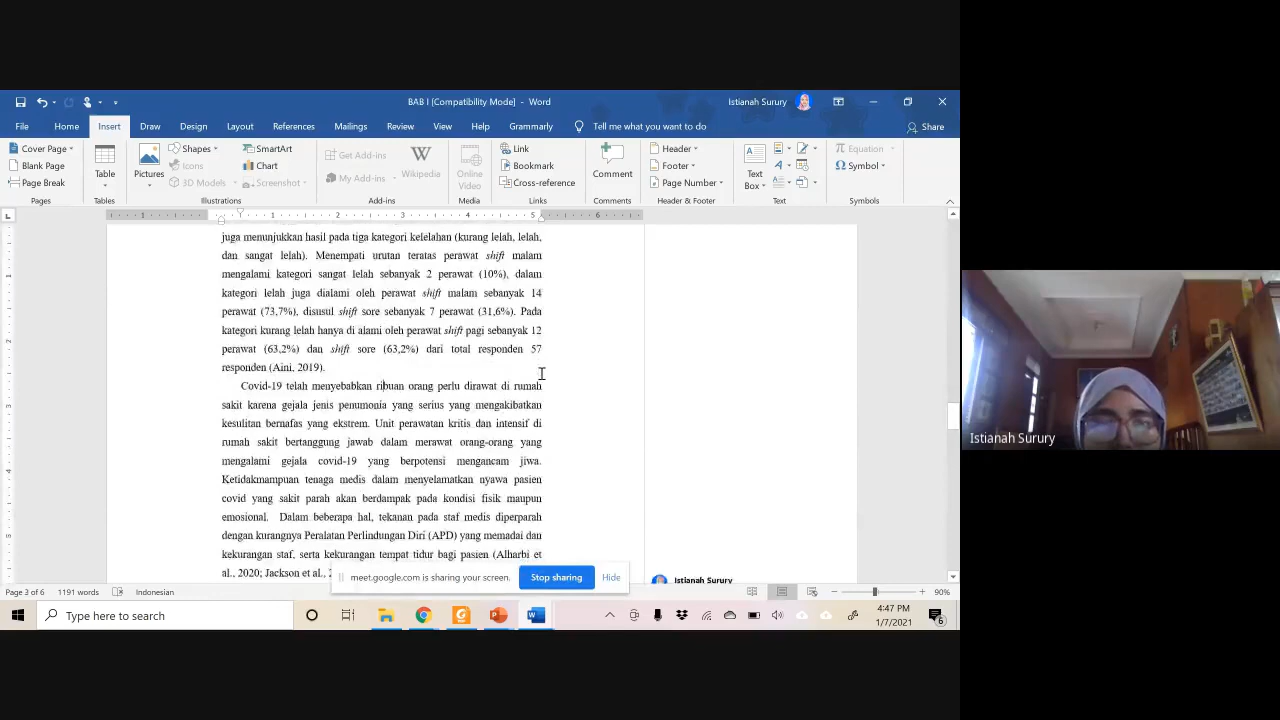 BAB I [Compatibility Mode] - Word
Istianah Surury
File Home Insert Draw Design Layout References Mailings Review View Help Grammarly Tell me what you want to do Share
Cover Page
Blank Page
Page Break
Pages
Table
Tables
Pictures
Shapes
Icons
3D Models
SmartArt
Chart
Screenshot
Illustrations
Get Add-ins
My Add-ins
Wikipedia
Add-ins
Online Video
Media
Link
Bookmark
Cross-reference
Links
Comment
Comments
Header
Footer
Page Number
Header & Footer
Text Box
Text
Equation
Symbol
Symbols
1 1 2 3 4 5 6
juga menunjukkan hasil pada tiga kategori kelelahan (kurang lelah, lelah,
dan sangat lelah). Menempati urutan teratas perawat shift malam
mengalami kategori sangat lelah sebanyak 2 perawat (10%), dalam
kategori lelah juga dialami oleh perawat shift malam sebanyak 14
perawat (73,7%), disusul shift sore sebanyak 7 perawat (31,6%). Pada
kategori kurang lelah hanya di alami oleh perawat shift pagi sebanyak 12
perawat (63,2%) dan shift sore (63,2%) dari total responden 57
responden (Aini, 2019).
Covid-19 telah menyebabkan ribuan orang perlu dirawat di rumah
sakit karena gejala jenis penumonia yang serius yang mengakibatkan
kesulitan bernafas yang ekstrem. Unit perawatan kritis dan intensif di
rumah sakit bertanggung jawab dalam merawat orang-orang yang
mengalami gejala covid-19 yang berpotensi mengancam jiwa.
Ketidakmampuan tenaga medis dalam menyelamatkan nyawa pasien
covid yang sakit parah akan berdampak pada kondisi fisik maupun
emosional. Dalam beberapa hal, tekanan pada staf medis diperparah
dengan kurangnya Peralatan Perlindungan Diri (APD) yang memadai dan
kekurangan staf, serta kekurangan tempat tidur bagi pasien (Alharbi et
al., 2020; Jackson et al.,
meet.google.com is sharing your screen. Stop sharing Hide
Istianah Surury
Page 3 of 6 1191 words Indonesian 90%
Type here to search
4:47 PM
1/7/2021
6
Istianah Surury